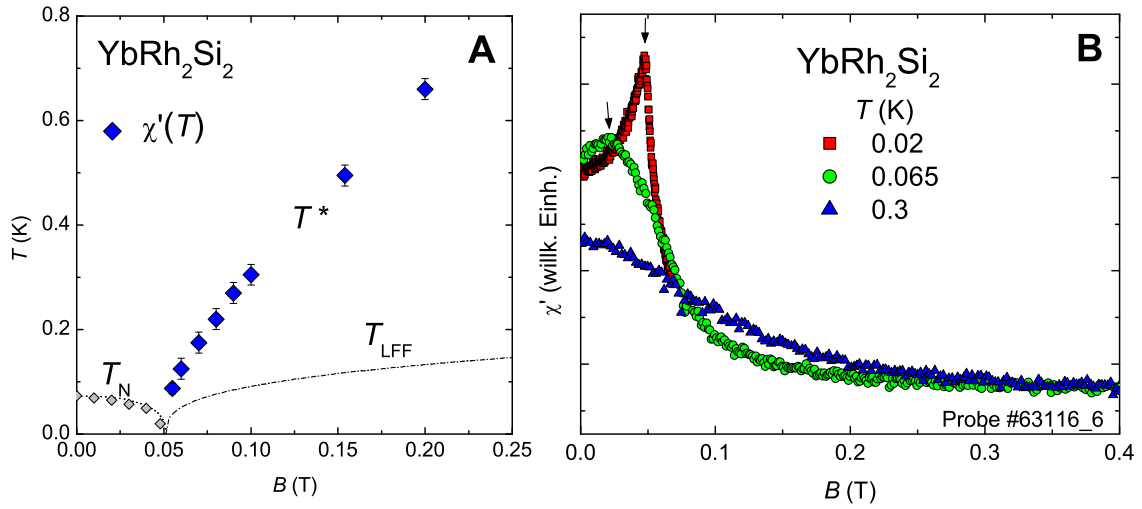 A
YbRh₂Si₂
χ'(T)
T*
T_LFF
T_N
0.8
0.6
0.4
0.2
0.0
0.00 0.05 0.10 0.15 0.20 0.25
T (K)
B (T)
B
YbRh₂Si₂
T (K)
0.02
0.065
0.3
Probe #63116_6
χ' (willk. Einh.)
0.0 0.1 0.2 0.3 0.4
B (T)